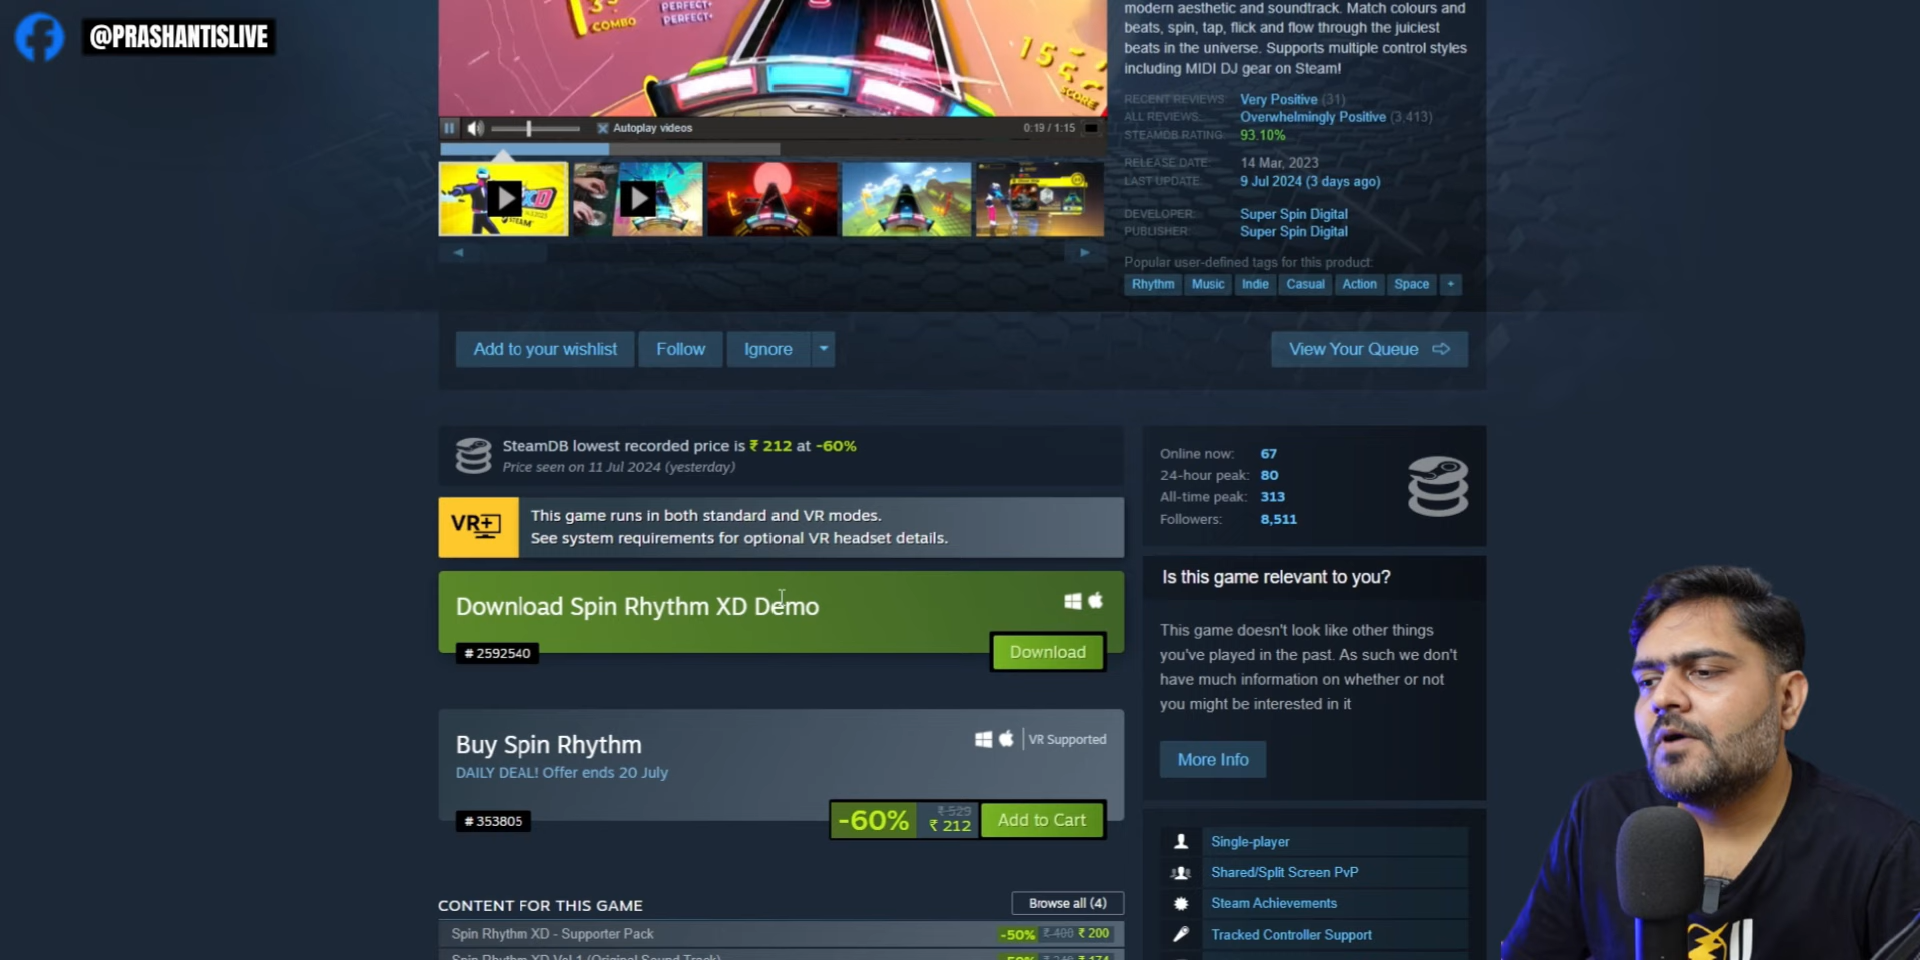 @PRASHANTISLIVE
COMBO
PERFECT+
PERFECT+
SCORE
modern aesthetic and soundtrack. Match colours and
beats, spin, tap, flick and flow through the juiciest
beats in the universe. Supports multiple control styles
including MIDI DJ gear on Steam!
RECENT REVIEWS: Very Positive (31)
ALL REVIEWS: Overwhelmingly Positive (3,413)
STEAMDB RATING: 93.10%
RELEASE DATE: 14 Mar, 2023
LAST UPDATE: 9 Jul 2024 (3 days ago)
DEVELOPER: Super Spin Digital
PUBLISHER: Super Spin Digital
Popular user-defined tags for this product:
Rhythm Music Indie Casual Action Space +
Autoplay videos
0:19 / 1:15
Add to your wishlist
Follow
Ignore
View Your Queue
SteamDB lowest recorded price is ₹ 212 at -60%
Price seen on 11 Jul 2024 (yesterday)
VR+
This game runs in both standard and VR modes.
See system requirements for optional VR headset details.
Download Spin Rhythm XD Demo
# 2592540
Download
Buy Spin Rhythm
VR Supported
DAILY DEAL! Offer ends 20 July
# 353805
-60%
₹ 529
₹ 212
Add to Cart
CONTENT FOR THIS GAME
Browse all (4)
Spin Rhythm XD - Supporter Pack
-50% ₹ 400 ₹ 200
Spin Rhythm XD Vol 1 (Original Sound Track)
Online now: 67
24-hour peak: 80
All-time peak: 313
Followers: 8,511
Is this game relevant to you?
This game doesn't look like other things
you've played in the past. As such we don't
have much information on whether or not
you might be interested in it
More Info
Single-player
Shared/Split Screen PvP
Steam Achievements
Tracked Controller Support